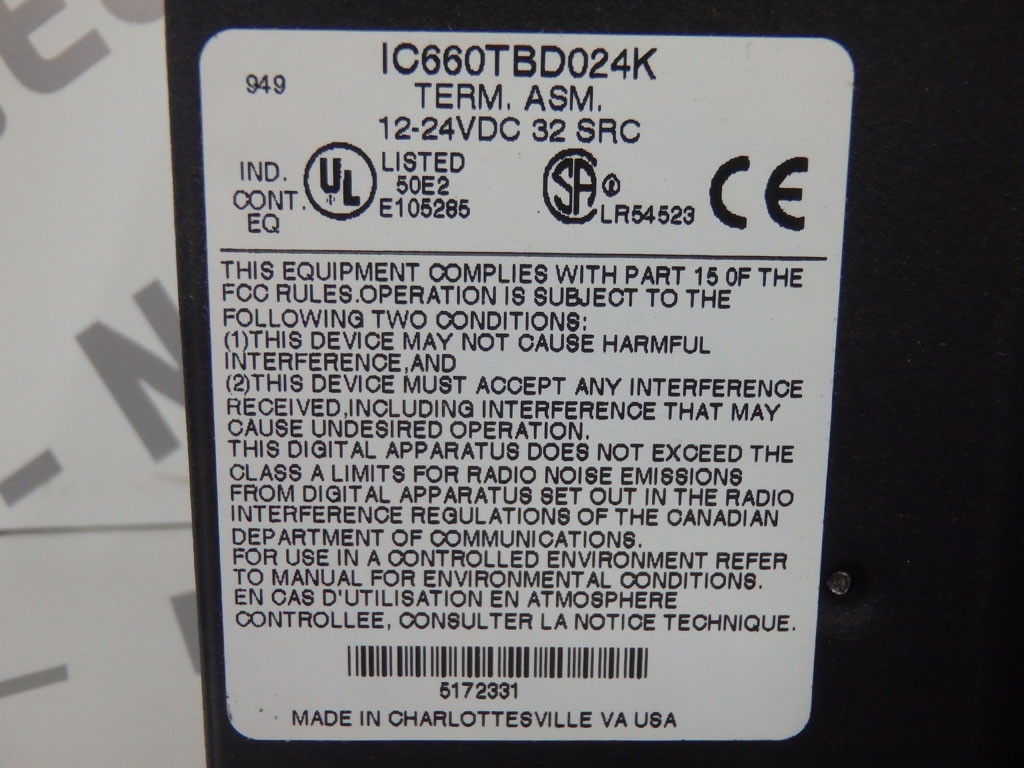 IC660TBD024K
949
TERM. ASM.
12-24VDC 32 SRC
IND.
CONT.
EQ
UL
LISTED
50E2
E105285
SA
LR54523
CE
THIS EQUIPMENT COMPLIES WITH PART 15 0F THE
FCC RULES.OPERATION IS SUBJECT TO THE
FOLLOWING TWO CONDITIONS:
(1)THIS DEVICE MAY NOT CAUSE HARMFUL
INTERFERENCE,AND
(2)THIS DEVICE MUST ACCEPT ANY INTERFERENCE
RECEIVED,INCLUDING INTERFERENCE THAT MAY
CAUSE UNDESIRED OPERATION.
THIS DIGITAL APPARATUS DOES NOT EXCEED THE
CLASS A LIMITS FOR RADIO NOISE EMISSIONS
FROM DIGITAL APPARATUS SET OUT IN THE RADIO
INTERFERENCE REGULATIONS OF THE CANADIAN
DEPARTMENT OF COMMUNICATIONS.
FOR USE IN A CONTROLLED ENVIRONMENT REFER
TO MANUAL FOR ENVIRONMENTAL CONDITIONS.
EN CAS D'UTILISATION EN ATMOSPHERE
CONTROLLEE, CONSULTER LA NOTICE TECHNIQUE.
5172331
MADE IN CHARLOTTESVILLE VA USA